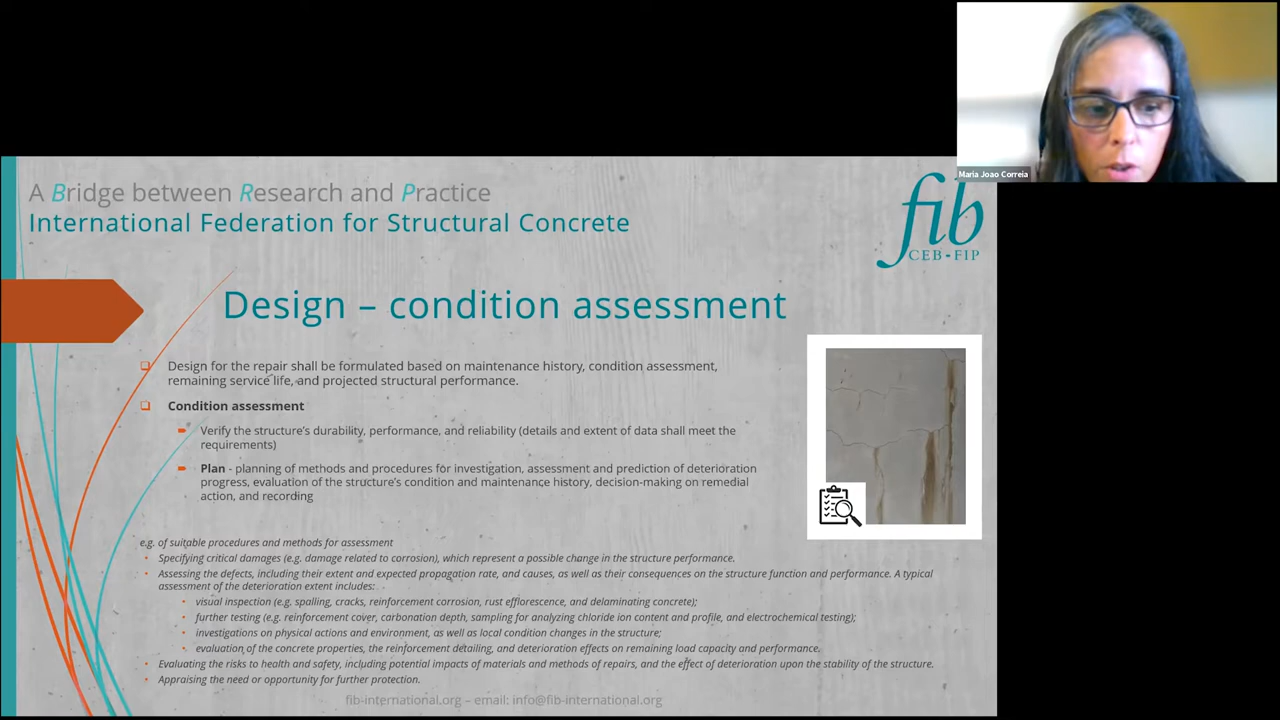 Maria Joao Correia
A Bridge between Research and Practice
International Federation for Structural Concrete
fib
CEB-FIP
Design – condition assessment
Design for the repair shall be formulated based on maintenance history, condition assessment,
remaining service life, and projected structural performance.
Condition assessment
Verify the structure's durability, performance, and reliability (details and extent of data shall meet the
requirements)
Plan - planning of methods and procedures for investigation, assessment and prediction of deterioration
progress, evaluation of the structure's condition and maintenance history, decision-making on remedial
action, and recording
e.g. of suitable procedures and methods for assessment
Specifying critical damages (e.g. damage related to corrosion), which represent a possible change in the structure performance.
Assessing the defects, including their extent and expected propagation rate, and causes, as well as their consequences on the structure function and performance. A typical
assessment of the deterioration extent includes:
visual inspection (e.g. spalling, cracks, reinforcement corrosion, rust efflorescence, and delaminating concrete);
further testing (e.g. reinforcement cover, carbonation depth, sampling for analyzing chloride ion content and profile, and electrochemical testing);
investigations on physical actions and environment, as well as local condition changes in the structure;
evaluation of the concrete properties, the reinforcement detailing, and deterioration effects on remaining load capacity and performance.
Evaluating the risks to health and safety, including potential impacts of materials and methods of repairs, and the effect of deterioration upon the stability of the structure.
Appraising the need or opportunity for further protection.
fib-international.org – email: info@fib-international.org